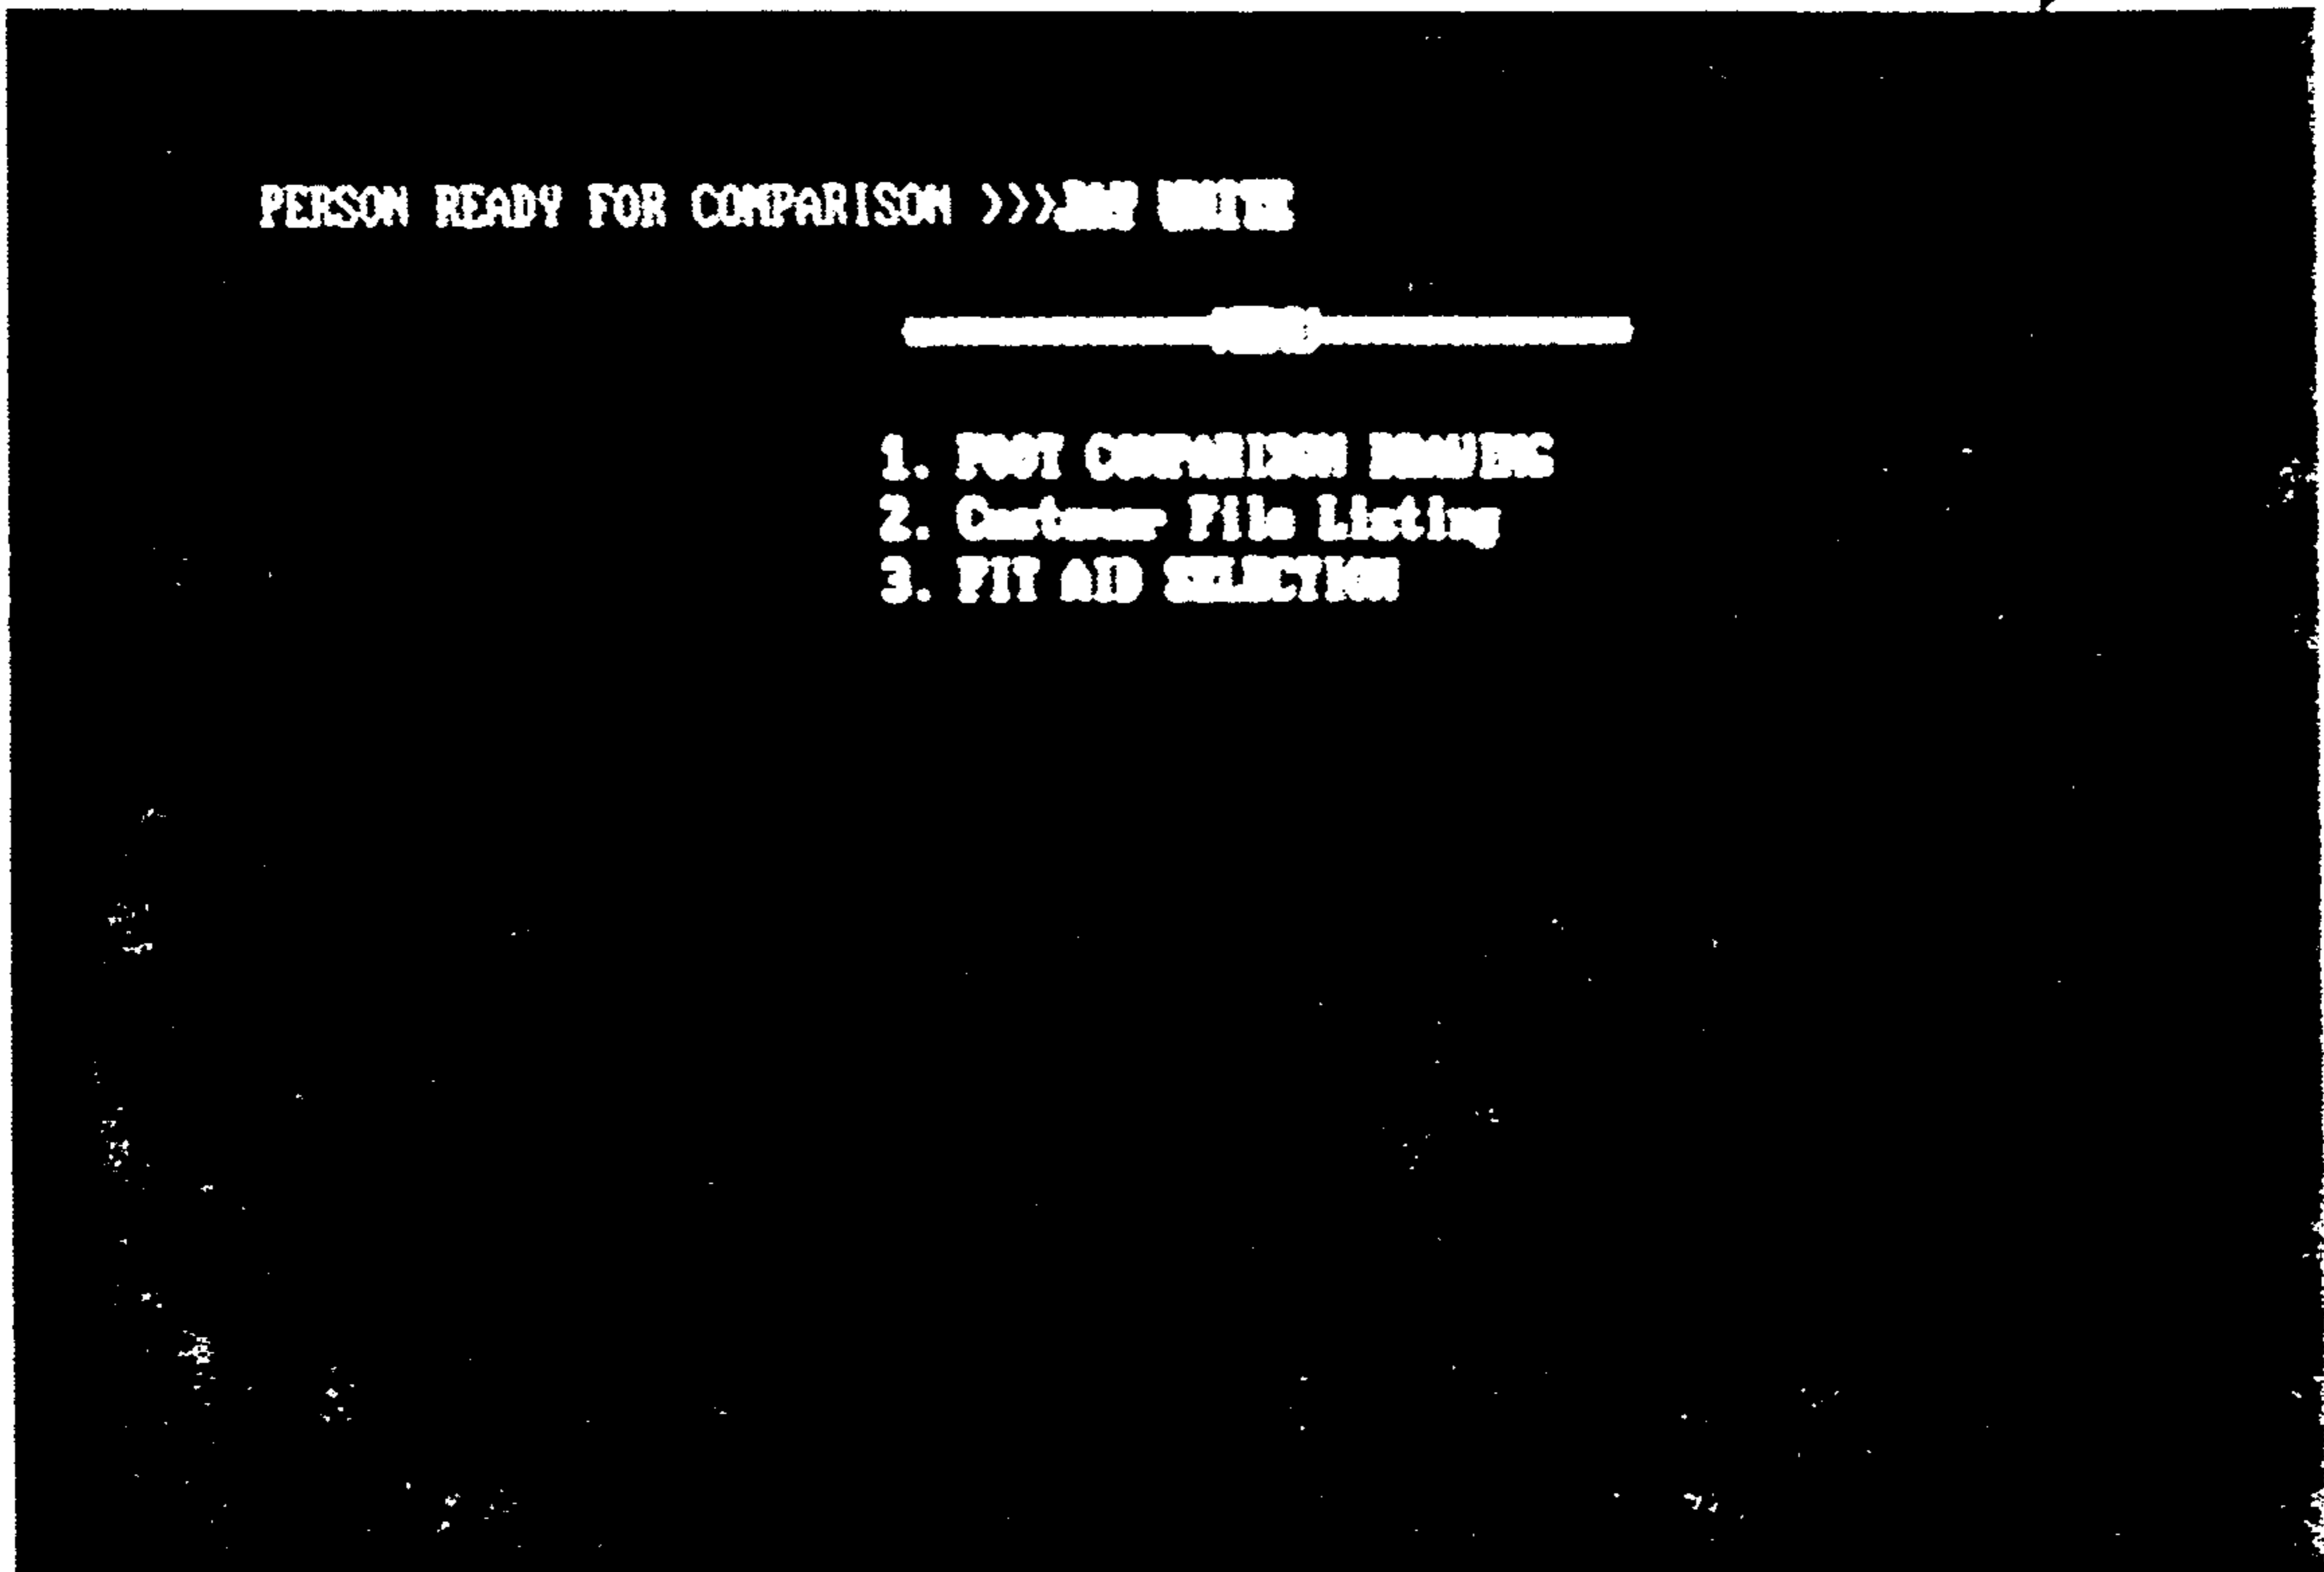 PERSON READY FOR COMPARISON >>>
1. FOOT COMPARISON DRAWING
2. Customer File Listing
3. FIT AID SELECTION